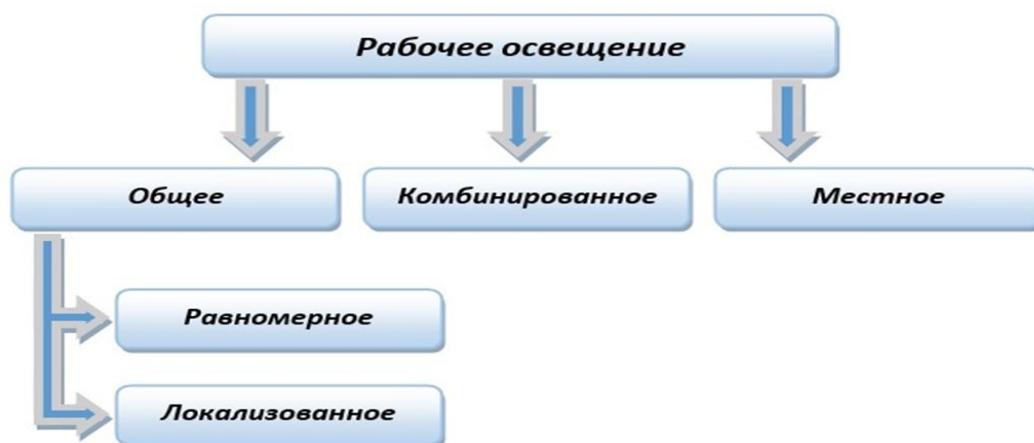 Рабочее освещение
Общее
Комбинированное
Местное
Равномерное
Локализованное